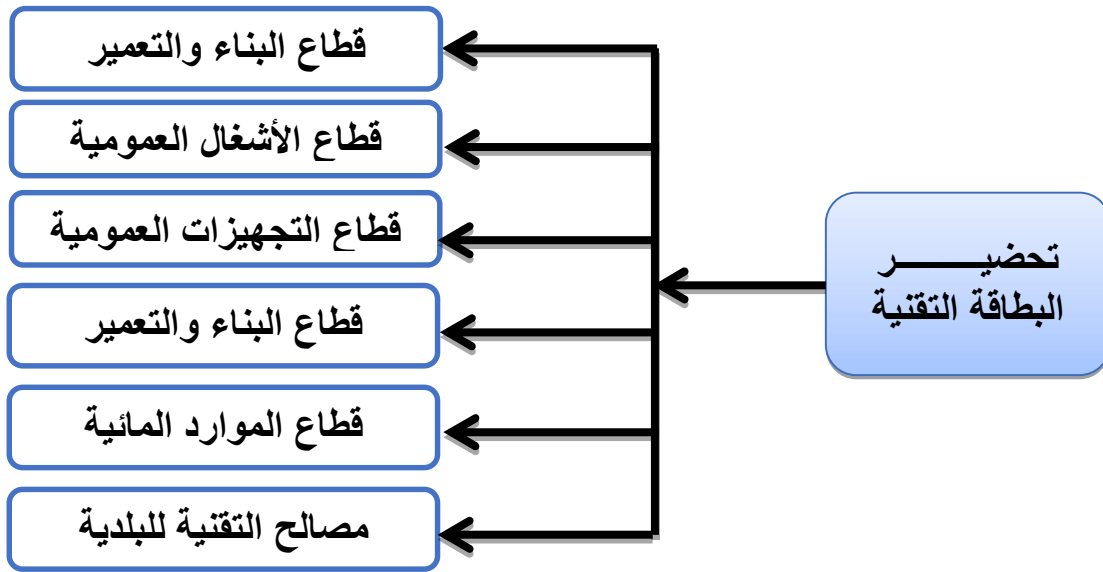 تحضير
البطاقة التقنية
قطاع البناء والتعمير
قطاع الأشغال العمومية
قطاع التجهيزات العمومية
قطاع البناء والتعمير
قطاع الموارد المائية
مصالح التقنية للبلدية